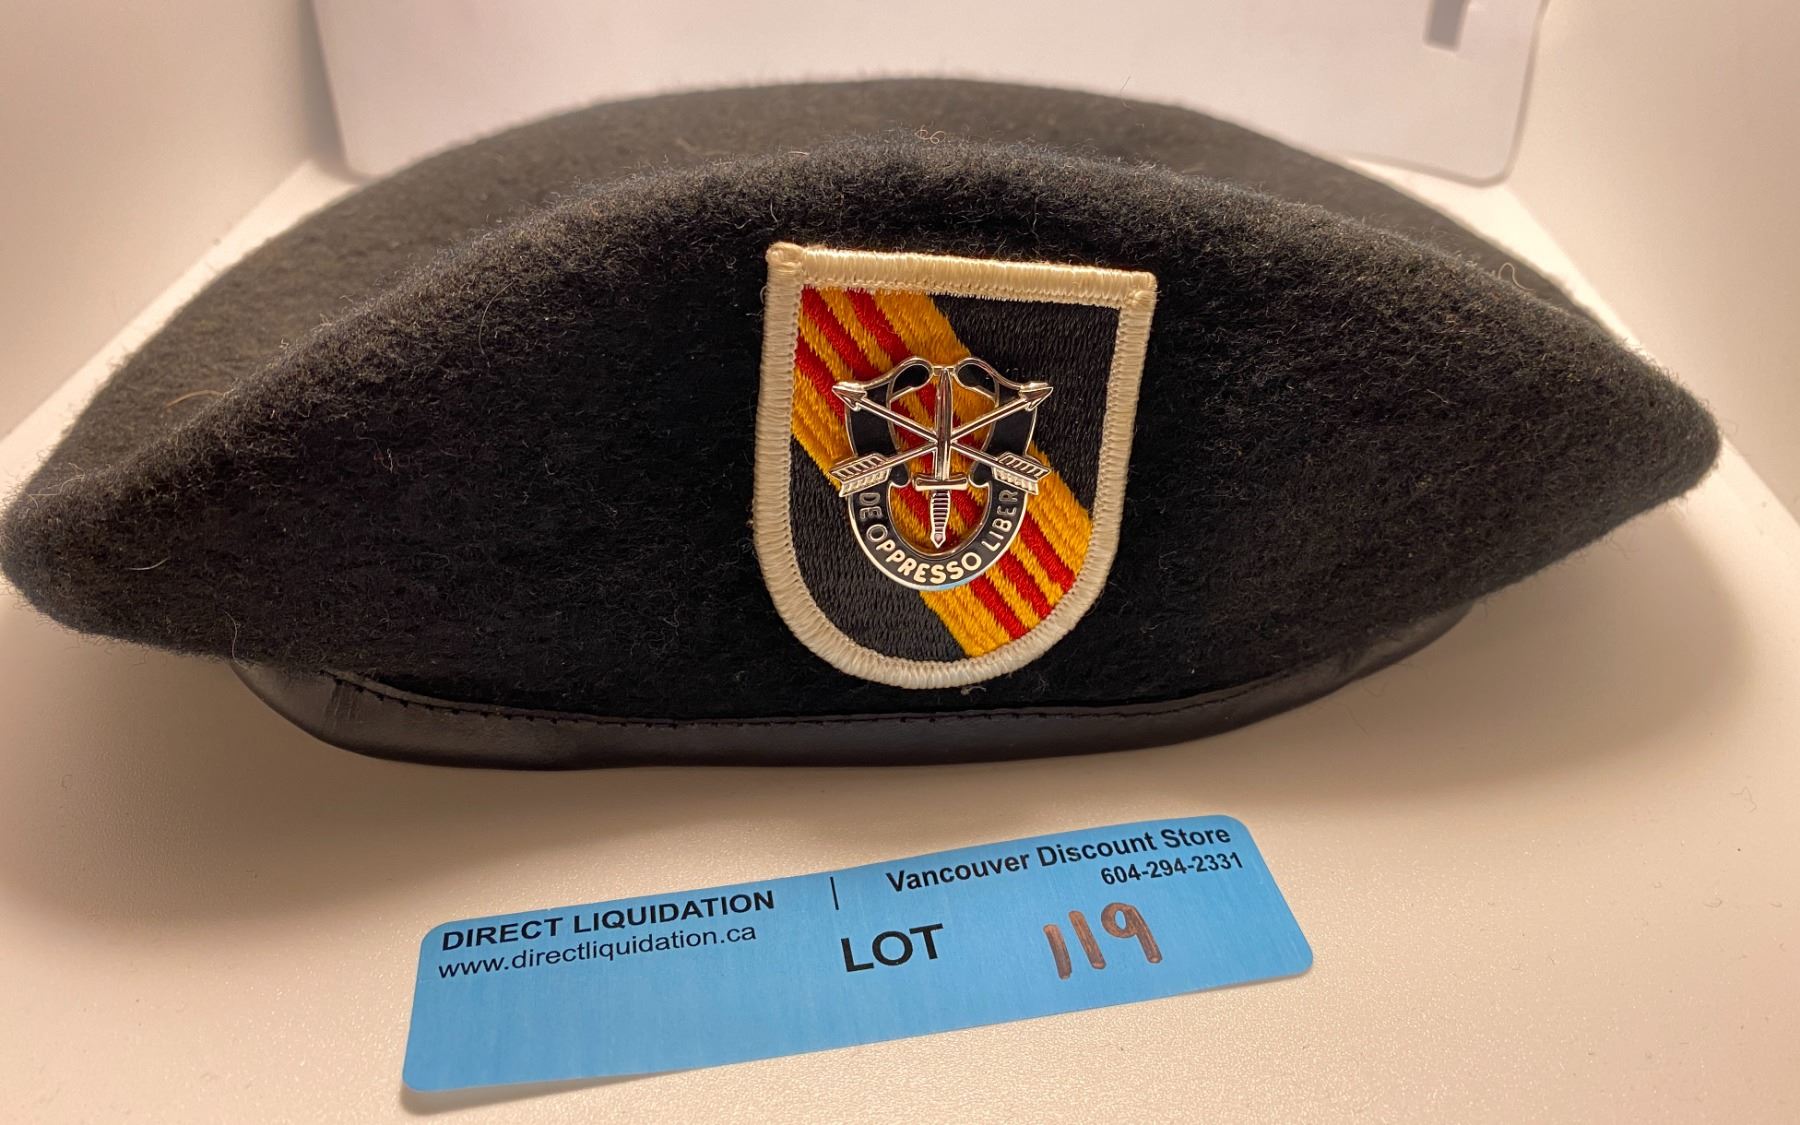 DE OPPRESSO LIBER
DIRECT LIQUIDATION | Vancouver Discount Store
www.directliquidation.ca 604-294-2331
LOT 119